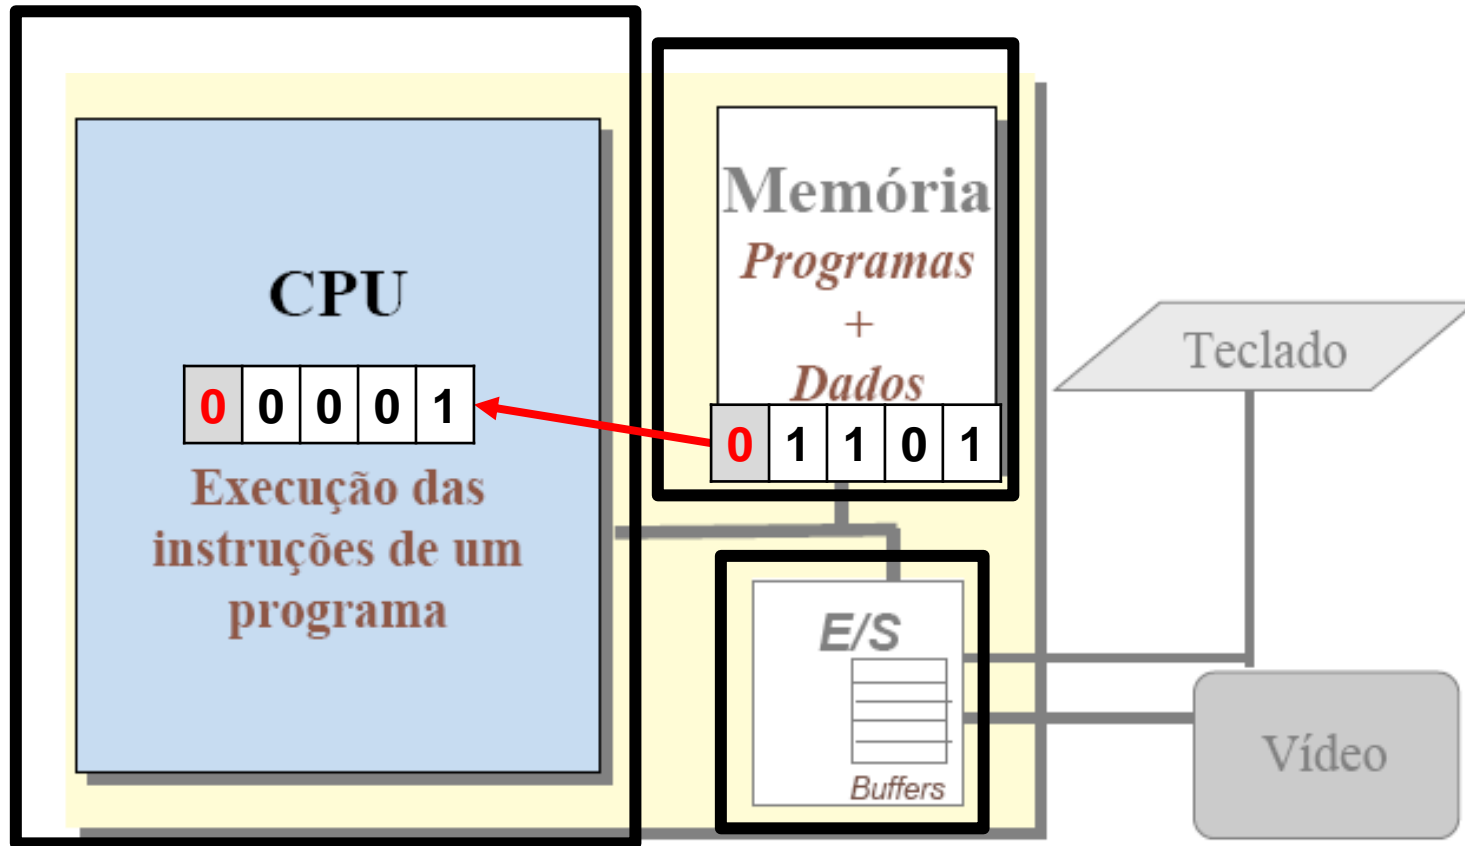 CPU
0 0 0 0 1
Execução das
instruções de um
programa
Memória
Programas
+
Dados
0 1 1 0 1
E/S
Buffers
Teclado
Vídeo